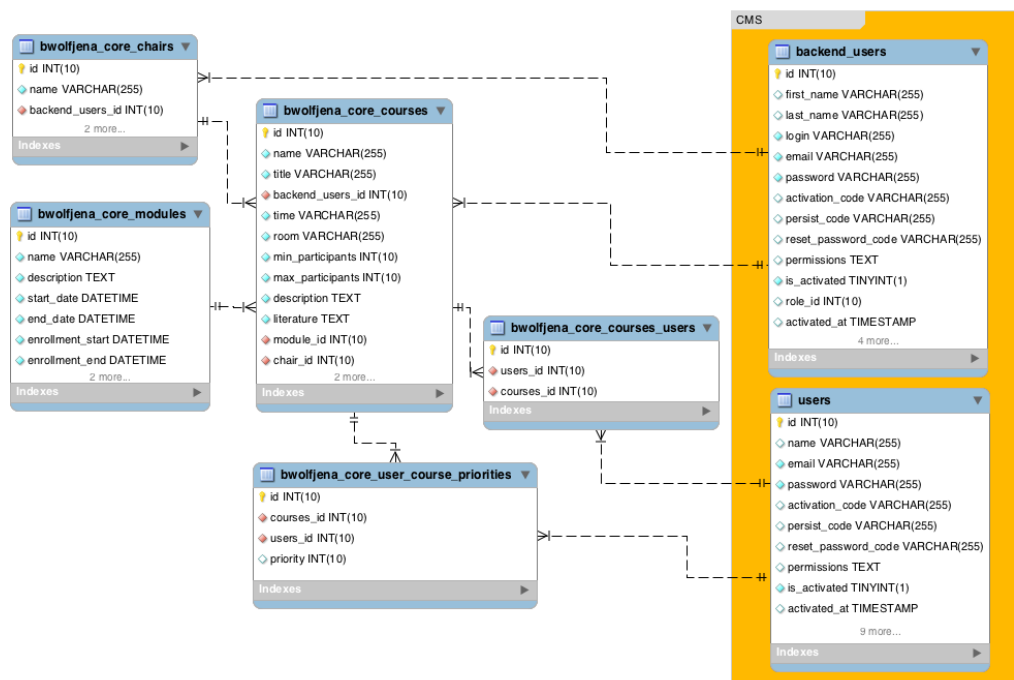 bwolfjena_core_chairs
id INT(10)
name VARCHAR(255)
backend_users_id INT(10)
2 more...
Indexes
bwolfjena_core_modules
id INT(10)
name VARCHAR(255)
description TEXT
start_date DATETIME
end_date DATETIME
enrollment_start DATETIME
enrollment_end DATETIME
2 more...
Indexes
bwolfjena_core_courses
id INT(10)
name VARCHAR(255)
title VARCHAR(255)
backend_users_id INT(10)
time VARCHAR(255)
room VARCHAR(255)
min_participants INT(10)
max_participants INT(10)
description TEXT
literature TEXT
module_id INT(10)
chair_id INT(10)
2 more...
Indexes
bwolfjena_core_courses_users
id INT(10)
users_id INT(10)
courses_id INT(10)
Indexes
bwolfjena_core_user_course_priorities
id INT(10)
courses_id INT(10)
users_id INT(10)
priority INT(10)
Indexes
CMS
backend_users
id INT(10)
first_name VARCHAR(255)
last_name VARCHAR(255)
login VARCHAR(255)
email VARCHAR(255)
password VARCHAR(255)
activation_code VARCHAR(255)
persist_code VARCHAR(255)
reset_password_code VARCHAR(255)
permissions TEXT
is_activated TINYINT(1)
role_id INT(10)
activated_at TIMESTAMP
4 more...
Indexes
users
id INT(10)
name VARCHAR(255)
email VARCHAR(255)
password VARCHAR(255)
activation_code VARCHAR(255)
persist_code VARCHAR(255)
reset_password_code VARCHAR(255)
permissions TEXT
is_activated TINYINT(1)
activated_at TIMESTAMP
9 more...
Indexes